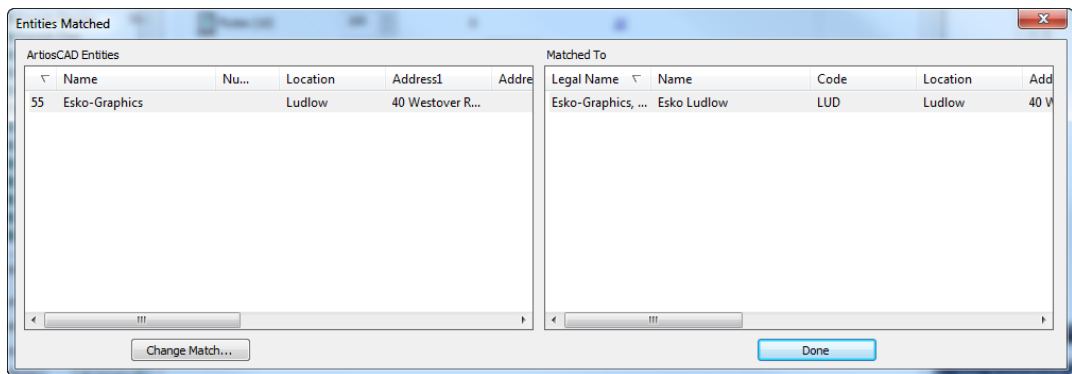 Entities Matched
ArtiosCAD Entities
Matched To
Name Nu... Location Address1 Addre
Legal Name Name Code Location Add
55 Esko-Graphics Ludlow 40 Westover R...
Esko-Graphics, ... Esko Ludlow LUD Ludlow 40 W
Change Match...
Done